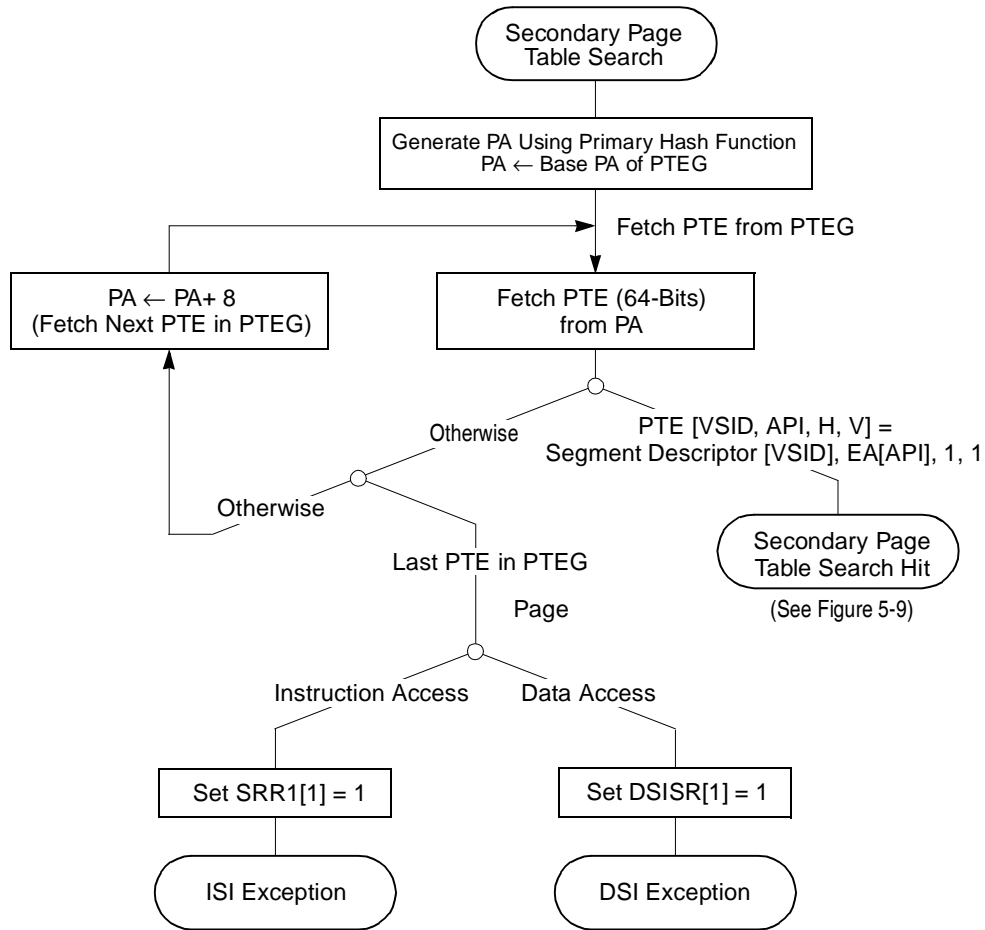 Secondary Page
Table Search
Generate PA Using Primary Hash Function
PA ← Base PA of PTEG
Fetch PTE from PTEG
PA ← PA+ 8
(Fetch Next PTE in PTEG)
Fetch PTE (64-Bits)
from PA
Otherwise
PTE [VSID, API, H, V] =
Segment Descriptor [VSID], EA[API], 1, 1
Otherwise
Secondary Page
Table Search Hit
(See Figure 5-9)
Last PTE in PTEG
Page
Instruction Access
Data Access
Set SRR1[1] = 1
Set DSISR[1] = 1
ISI Exception
DSI Exception